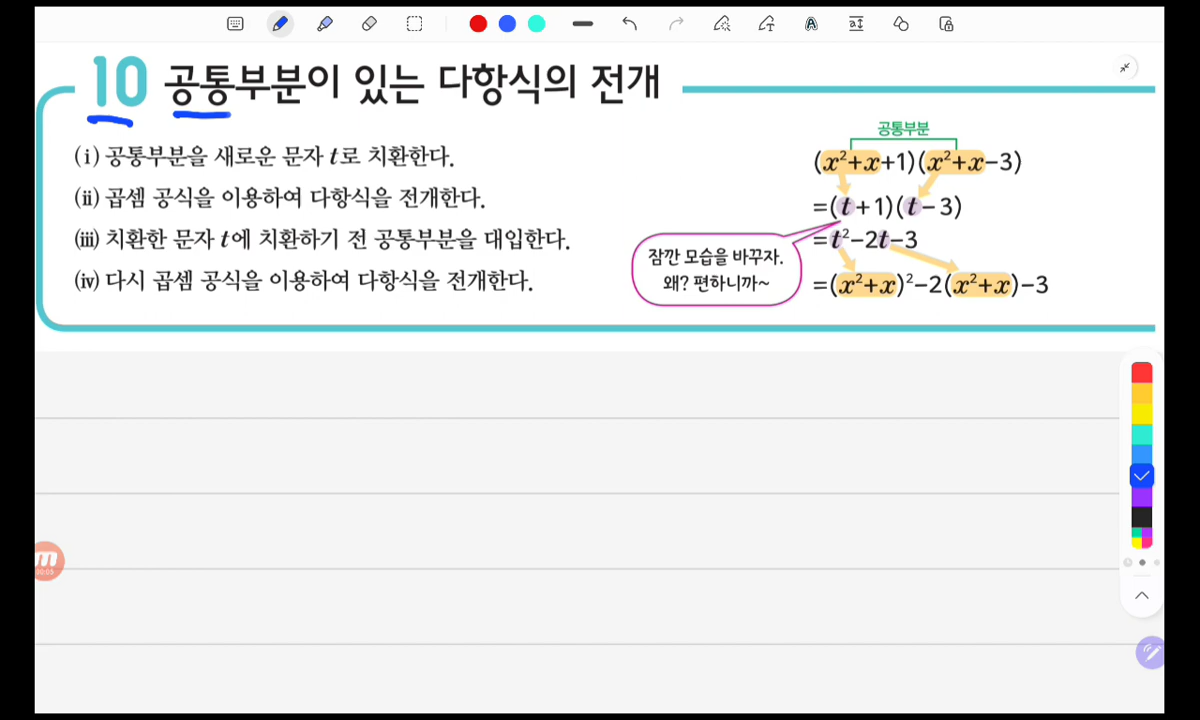 10 공통부분이 있는 다항식의 전개
(ⅰ) 공통부분을 새로운 문자 t로 치환한다.
(ⅱ) 곱셈 공식을 이용하여 다항식을 전개한다.
(ⅲ) 치환한 문자 t에 치환하기 전 공통부분을 대입한다.
(ⅳ) 다시 곱셈 공식을 이용하여 다항식을 전개한다.
공통부분
(x²+x+1)(x²+x-3)
=(t+1)(t-3)
=t²-2t-3
=(x²+x)²-2(x²+x)-3
잠깐 모습을 바꾸자.
왜? 편하니까~
00:05